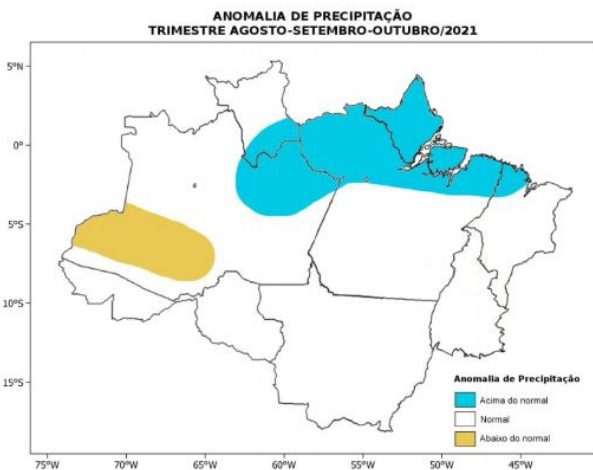 ANOMALIA DE PRECIPITAÇÃO
TRIMESTRE AGOSTO-SETEMBRO-OUTUBRO/2021
5°N
0°
5°S
10°S
15°S
75°W 70°W 65°W 60°W 55°W 50°W 45°W
Anomalia de Precipitação
Acima do normal
Normal
Abaixo do normal